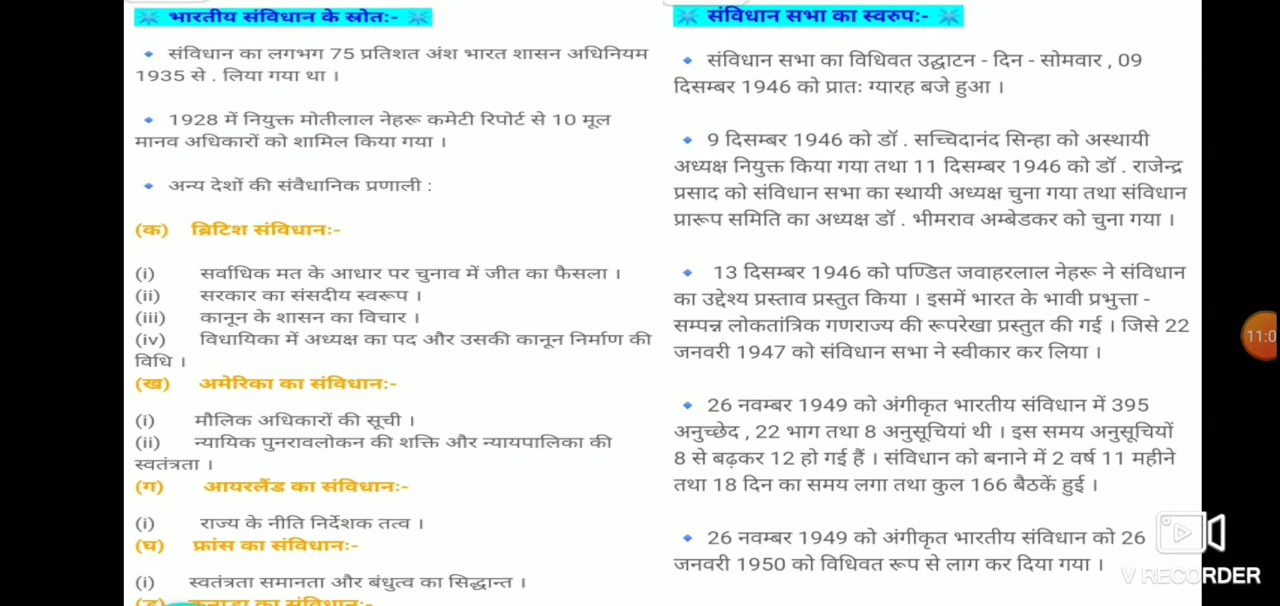 भारतीय संविधान के स्रोत:-
संविधान का लगभग 75 प्रतिशत अंश भारत शासन अधिनियम
1935 से . लिया गया था ।
1928 में नियुक्त मोतीलाल नेहरू कमेटी रिपोर्ट से 10 मूल
मानव अधिकारों को शामिल किया गया ।
अन्य देशों की संवैधानिक प्रणाली :
(क) ब्रिटिश संविधान:-
(i) सर्वाधिक मत के आधार पर चुनाव में जीत का फैसला ।
(ii) सरकार का संसदीय स्वरूप ।
(iii) कानून के शासन का विचार ।
(iv) विधायिका में अध्यक्ष का पद और उसकी कानून निर्माण की
विधि ।
(ख) अमेरिका का संविधान:-
(i) मौलिक अधिकारों की सूची ।
(ii) न्यायिक पुनरावलोकन की शक्ति और न्यायपालिका की
स्वतंत्रता ।
(ग) आयरलैंड का संविधान:-
(i) राज्य के नीति निर्देशक तत्व ।
(घ) फ्रांस का संविधान:-
(i) स्वतंत्रता समानता और बंधुत्व का सिद्धान्त ।
(ड) कनाडा का संविधान:-
संविधान सभा का स्वरुप:-
संविधान सभा का विधिवत उद्घाटन - दिन - सोमवार , 09
दिसम्बर 1946 को प्रातः ग्यारह बजे हुआ ।
9 दिसम्बर 1946 को डॉ . सच्चिदानंद सिन्हा को अस्थायी
अध्यक्ष नियुक्त किया गया तथा 11 दिसम्बर 1946 को डॉ . राजेन्द्र
प्रसाद को संविधान सभा का स्थायी अध्यक्ष चुना गया तथा संविधान
प्रारूप समिति का अध्यक्ष डॉ . भीमराव अम्बेडकर को चुना गया ।
13 दिसम्बर 1946 को पण्डित जवाहरलाल नेहरू ने संविधान
का उद्देश्य प्रस्ताव प्रस्तुत किया । इसमें भारत के भावी प्रभुत्ता -
सम्पन्न लोकतांत्रिक गणराज्य की रूपरेखा प्रस्तुत की गई । जिसे 22
जनवरी 1947 को संविधान सभा ने स्वीकार कर लिया ।
26 नवम्बर 1949 को अंगीकृत भारतीय संविधान में 395
अनुच्छेद , 22 भाग तथा 8 अनुसूचियां थी । इस समय अनुसूचियों
8 से बढ़कर 12 हो गई हैं । संविधान को बनाने में 2 वर्ष 11 महीने
तथा 18 दिन का समय लगा तथा कुल 166 बैठकें हुई ।
26 नवम्बर 1949 को अंगीकृत भारतीय संविधान को 26
जनवरी 1950 को विधिवत रूप से लागू कर दिया गया ।
11:0
V RECORDER